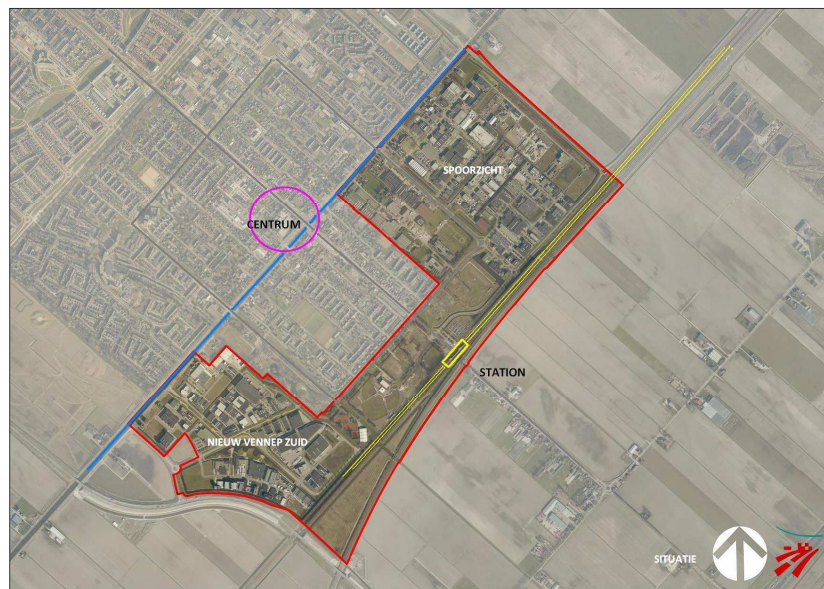 SPOORZICHT
CENTRUM
STATION
NIEUW VENNEP ZUID
SITUATIE